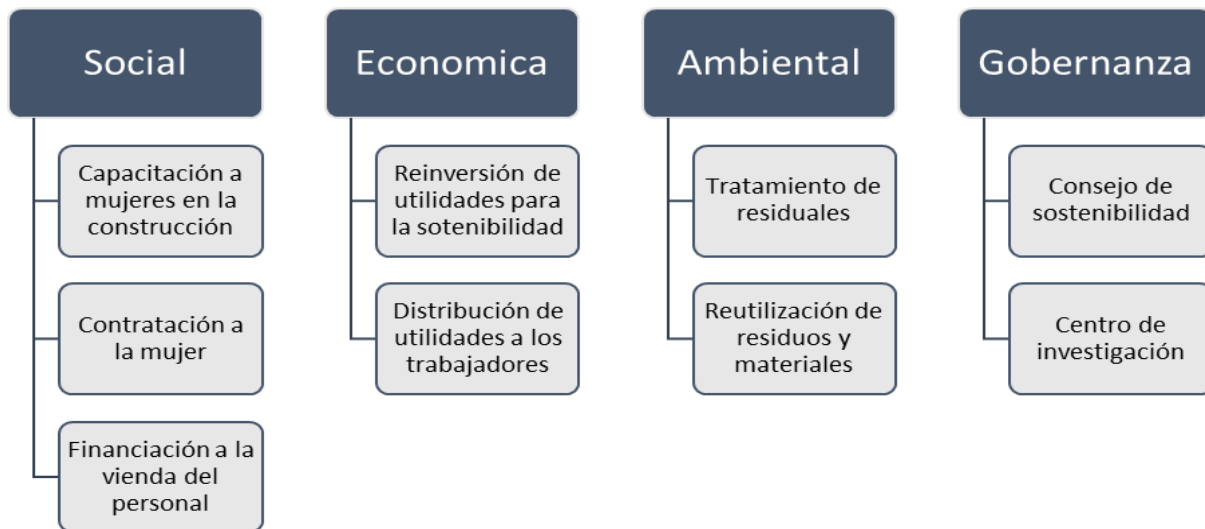 Social
Capacitación a
mujeres en la
construcción
Contratación a
la mujer
Financiación a la
vienda del
personal
Economica
Reinversión de
utilidades para
la sotenibilidad
Distribución de
utilidades a los
trabajadores
Ambiental
Tratamiento de
residuales
Reutilización de
residuos y
materiales
Gobernanza
Consejo de
sostenibilidad
Centro de
investigación